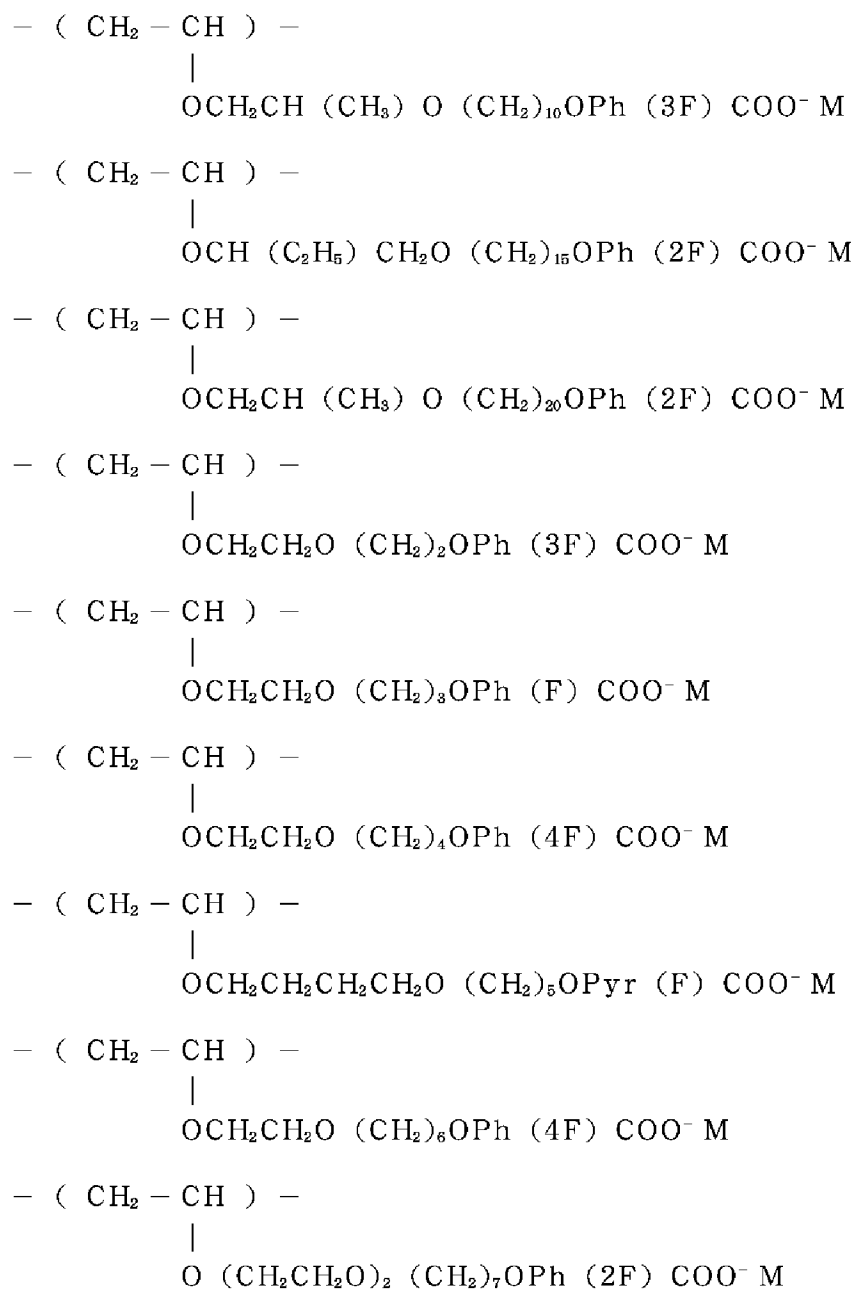 − ( CH₂ − CH ) −
|
OCH₂CH (CH₃) O (CH₂)₁₀OPh (3F) COO⁻ M
− ( CH₂ − CH ) −
|
OCH (C₂H₅) CH₂O (CH₂)₁₅OPh (2F) COO⁻ M
− ( CH₂ − CH ) −
|
OCH₂CH (CH₃) O (CH₂)₂₀OPh (2F) COO⁻ M
− ( CH₂ − CH ) −
|
OCH₂CH₂O (CH₂)₂OPh (3F) COO⁻ M
− ( CH₂ − CH ) −
|
OCH₂CH₂O (CH₂)₃OPh (F) COO⁻ M
− ( CH₂ − CH ) −
|
OCH₂CH₂O (CH₂)₄OPh (4F) COO⁻ M
− ( CH₂ − CH ) −
|
OCH₂CH₂CH₂CH₂O (CH₂)₅OPyr (F) COO⁻ M
− ( CH₂ − CH ) −
|
OCH₂CH₂O (CH₂)₆OPh (4F) COO⁻ M
− ( CH₂ − CH ) −
|
O (CH₂CH₂O)₂ (CH₂)₇OPh (2F) COO⁻ M